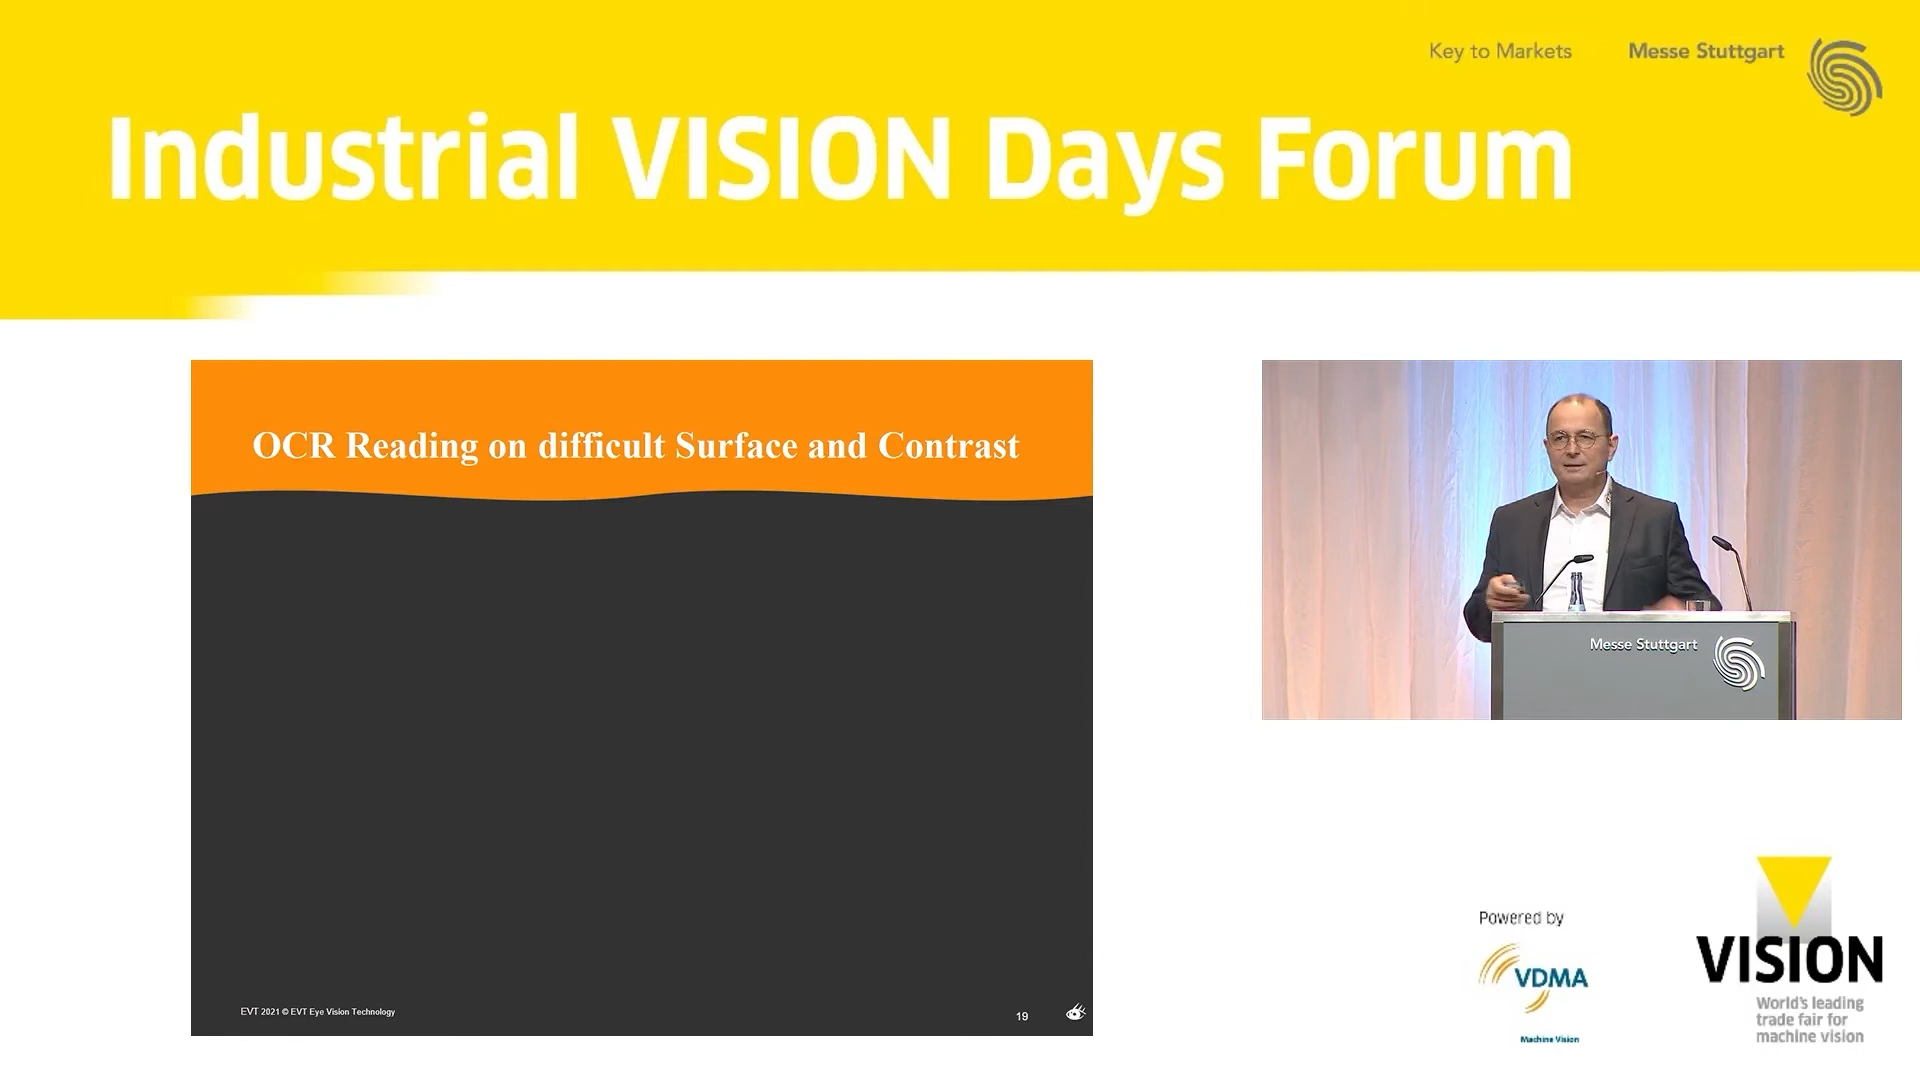 Key to Markets
Messe Stuttgart
Industrial VISION Days Forum
OCR Reading on difficult Surface and Contrast
EVT 2021 © EVT Eye Vision Technology
19
Messe Stuttgart
Powered by
VDMA
Machine Vision
VISION
World's leading
trade fair for
machine vision